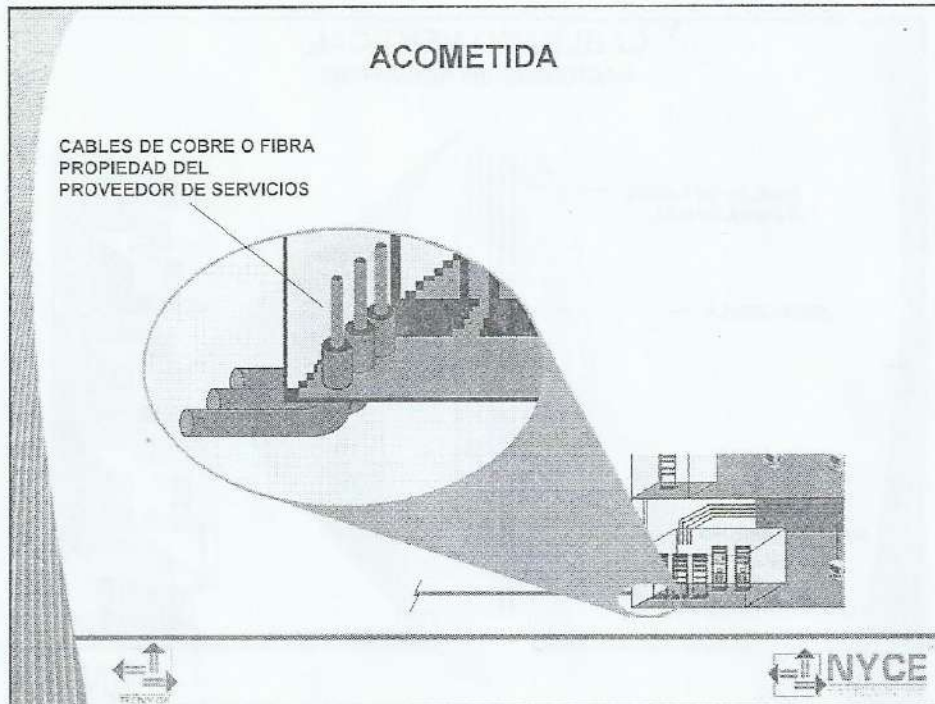 ACOMETIDA
CABLES DE COBRE O FIBRA
PROPIEDAD DEL
PROVEEDOR DE SERVICIOS
NYCE